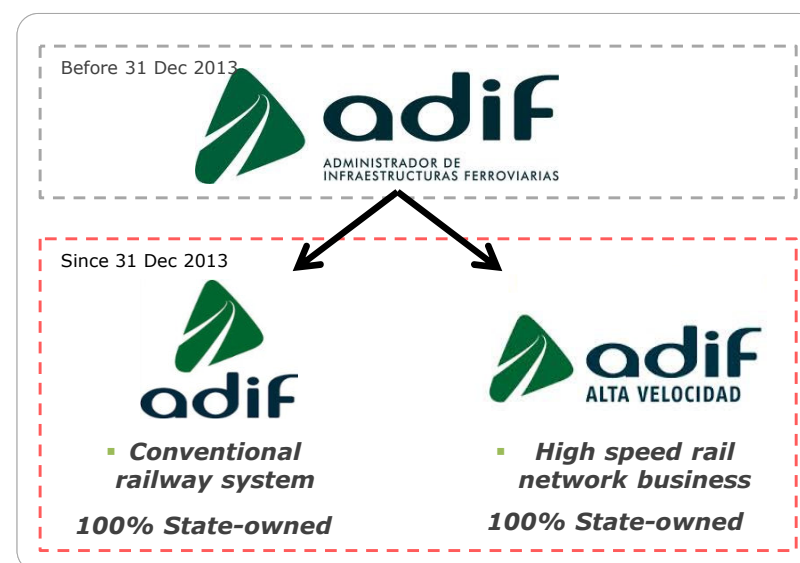 Before 31 Dec 2013
adif
ADMINISTRADOR DE
INFRAESTRUCTURAS FERROVIARIAS
Since 31 Dec 2013
adif
▪ Conventional
railway system
100% State-owned
adif
ALTA VELOCIDAD
▪ High speed rail
network business
100% State-owned